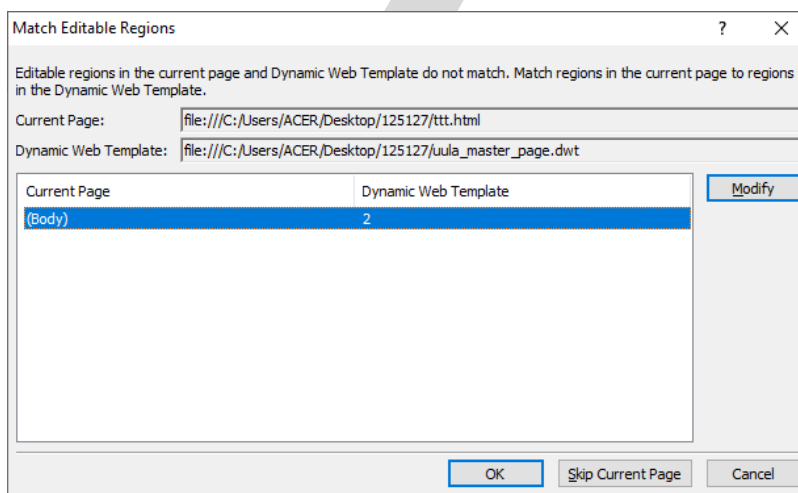 Match Editable Regions
?
Editable regions in the current page and Dynamic Web Template do not match. Match regions in the current page to regions
in the Dynamic Web Template.
Current Page: file:///C:/Users/ACER/Desktop/125127/ttt.html
Dynamic Web Template: file:///C:/Users/ACER/Desktop/125127/uula_master_page.dwt
Current Page Dynamic Web Template Modify
(Body) 2
OK Skip Current Page Cancel